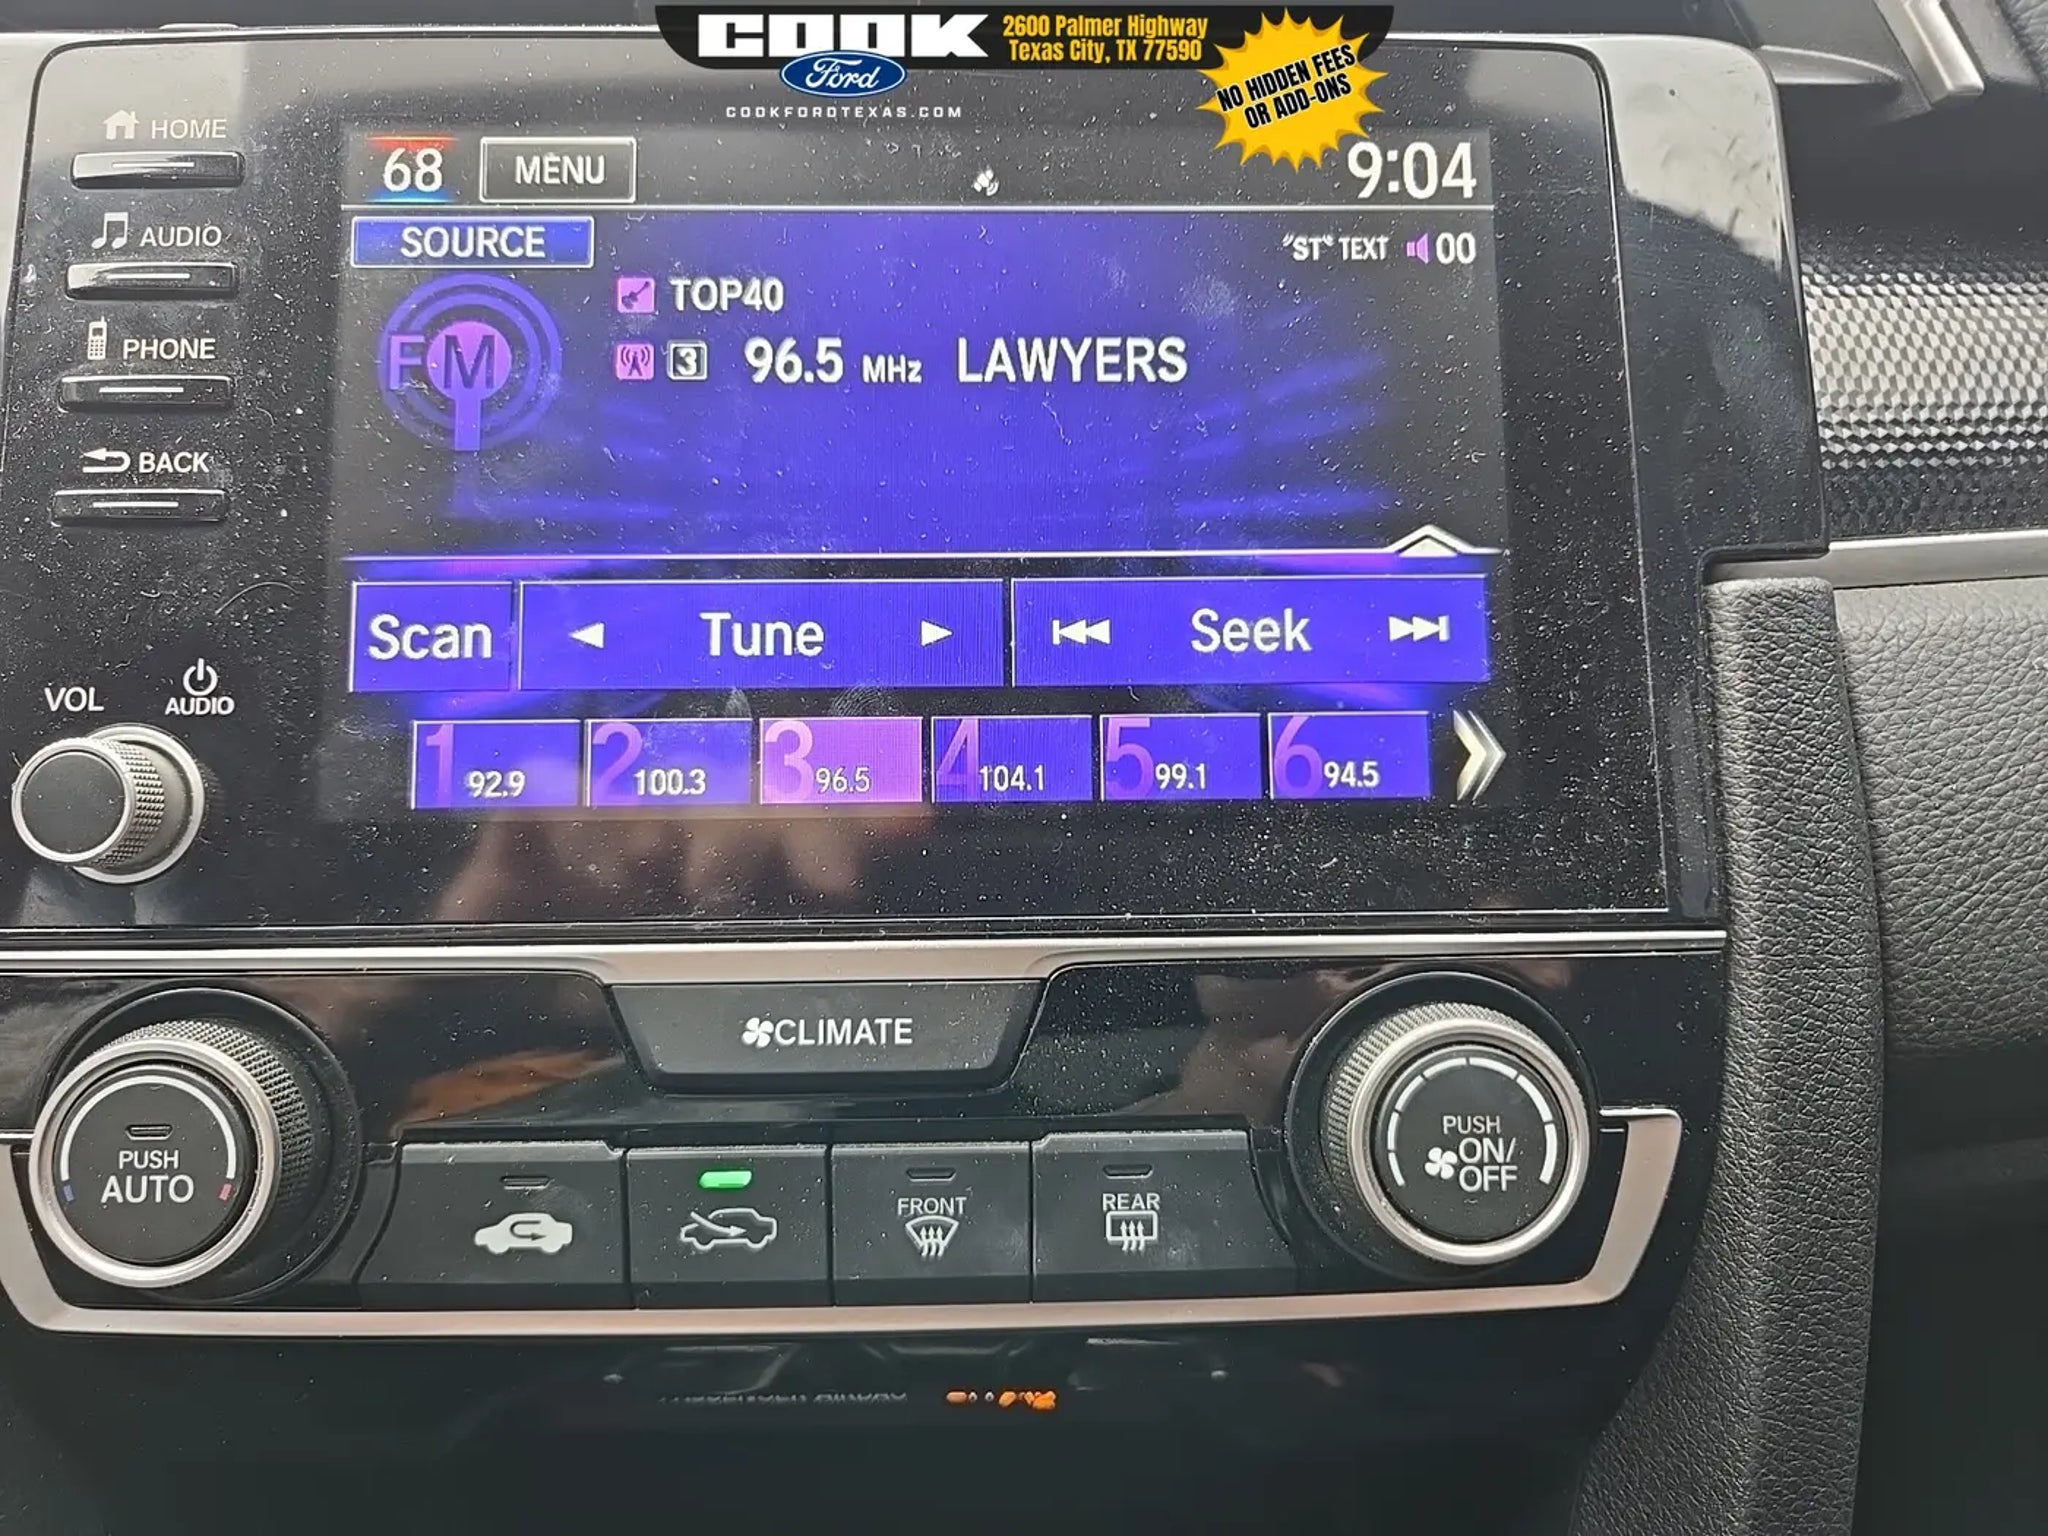 COOK
Ford
COOKFORDTEXAS.COM
2600 Palmer Highway
Texas City, TX 77590
NO HIDDEN FEES
OR ADD-ONS
HOME
AUDIO
PHONE
BACK
VOL
AUDIO
68
MENU
9:04
SOURCE
"ST" TEXT
00
FM
TOP40
3
96.5 MHz
LAWYERS
Scan
Tune
Seek
1 92.9
2 100.3
3 96.5
4 104.1
5 99.1
6 94.5
CLIMATE
PUSH
AUTO
FRONT
REAR
PUSH
ON/
OFF